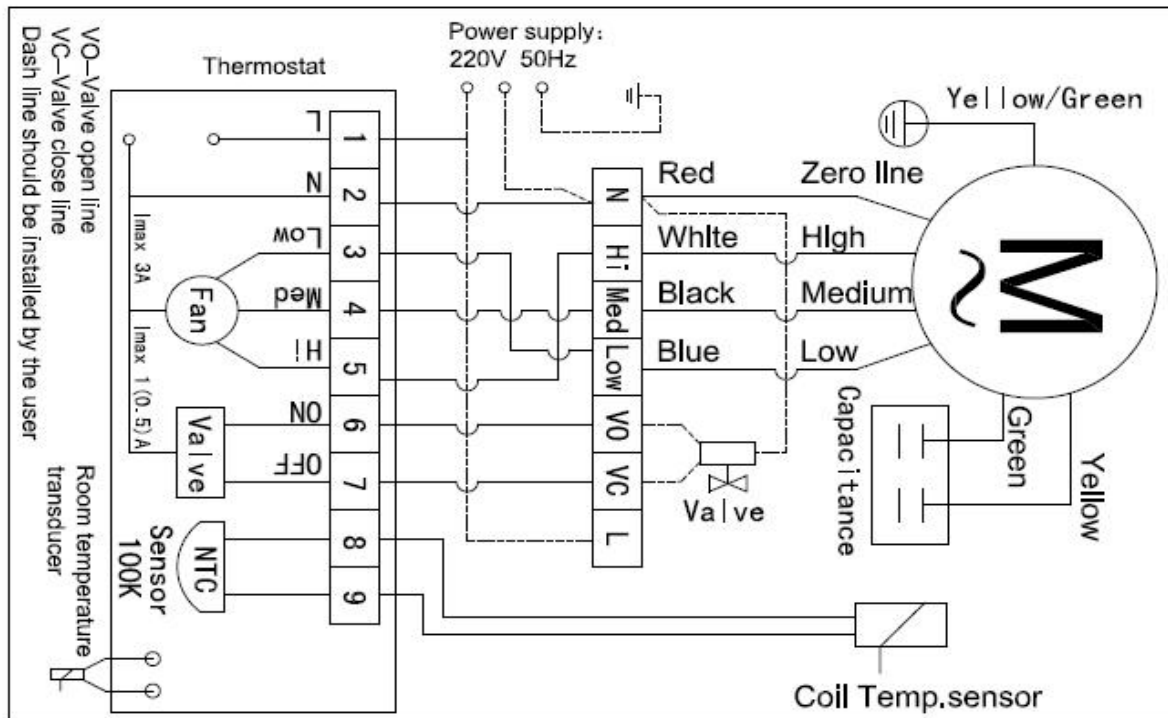 VO—Valve open line
VC—Valve close line
Dash line should be installed by the user
Thermostat
Power supply:
220V 50Hz
L
N
Low
Med
Hi
ON
OFF
Imax 3A
Imax 1(0.5)A
Fan
Valve
NTC
Sensor
100K
Room temperature
transducer
1
2
3
4
5
6
7
8
9
N
Hi
Med
Low
VO
VC
L
Red
Zero line
White
High
Black
Medium
Blue
Low
Yellow/Green
M
~
Valve
Capacitance
Green
Yellow
Coil Temp.sensor